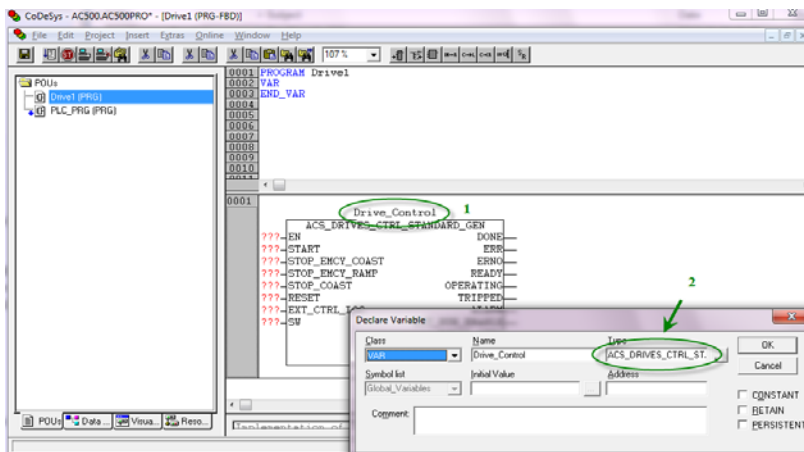 CoDeSys - AC500.AC500PRO* - [Drive1 (PRG-FBD)]
File Edit Project Insert Extras Online Window Help
107 %
POUs
Drive1 (PRG)
PLC_PRG (PRG)
0001 PROGRAM Drive1
0002 VAR
0003 END_VAR
0004
0005
0006
0007
0008
0009
0010
0001
Drive_Control 1
ACS_DRIVES_CTRL_STANDARD_GEN
???-EN DONE
???-START ERR
???-STOP_EMCY_COAST ERNO
???-STOP_EMCY_RAMP READY
???-STOP_COAST OPERATING
???-RESET TRIPPED
???-EXT_CTRL_LOC
???-SW
2
Declare Variable
Class Name Type
VAR Drive_Control ACS_DRIVES_CTRL_ST. OK
Symbol list Initial Value Address Cancel
Global_Variables
Comment: CONSTANT
RETAIN
PERSISTENT
POUs Data ... Visua... Reso...
Implementation of